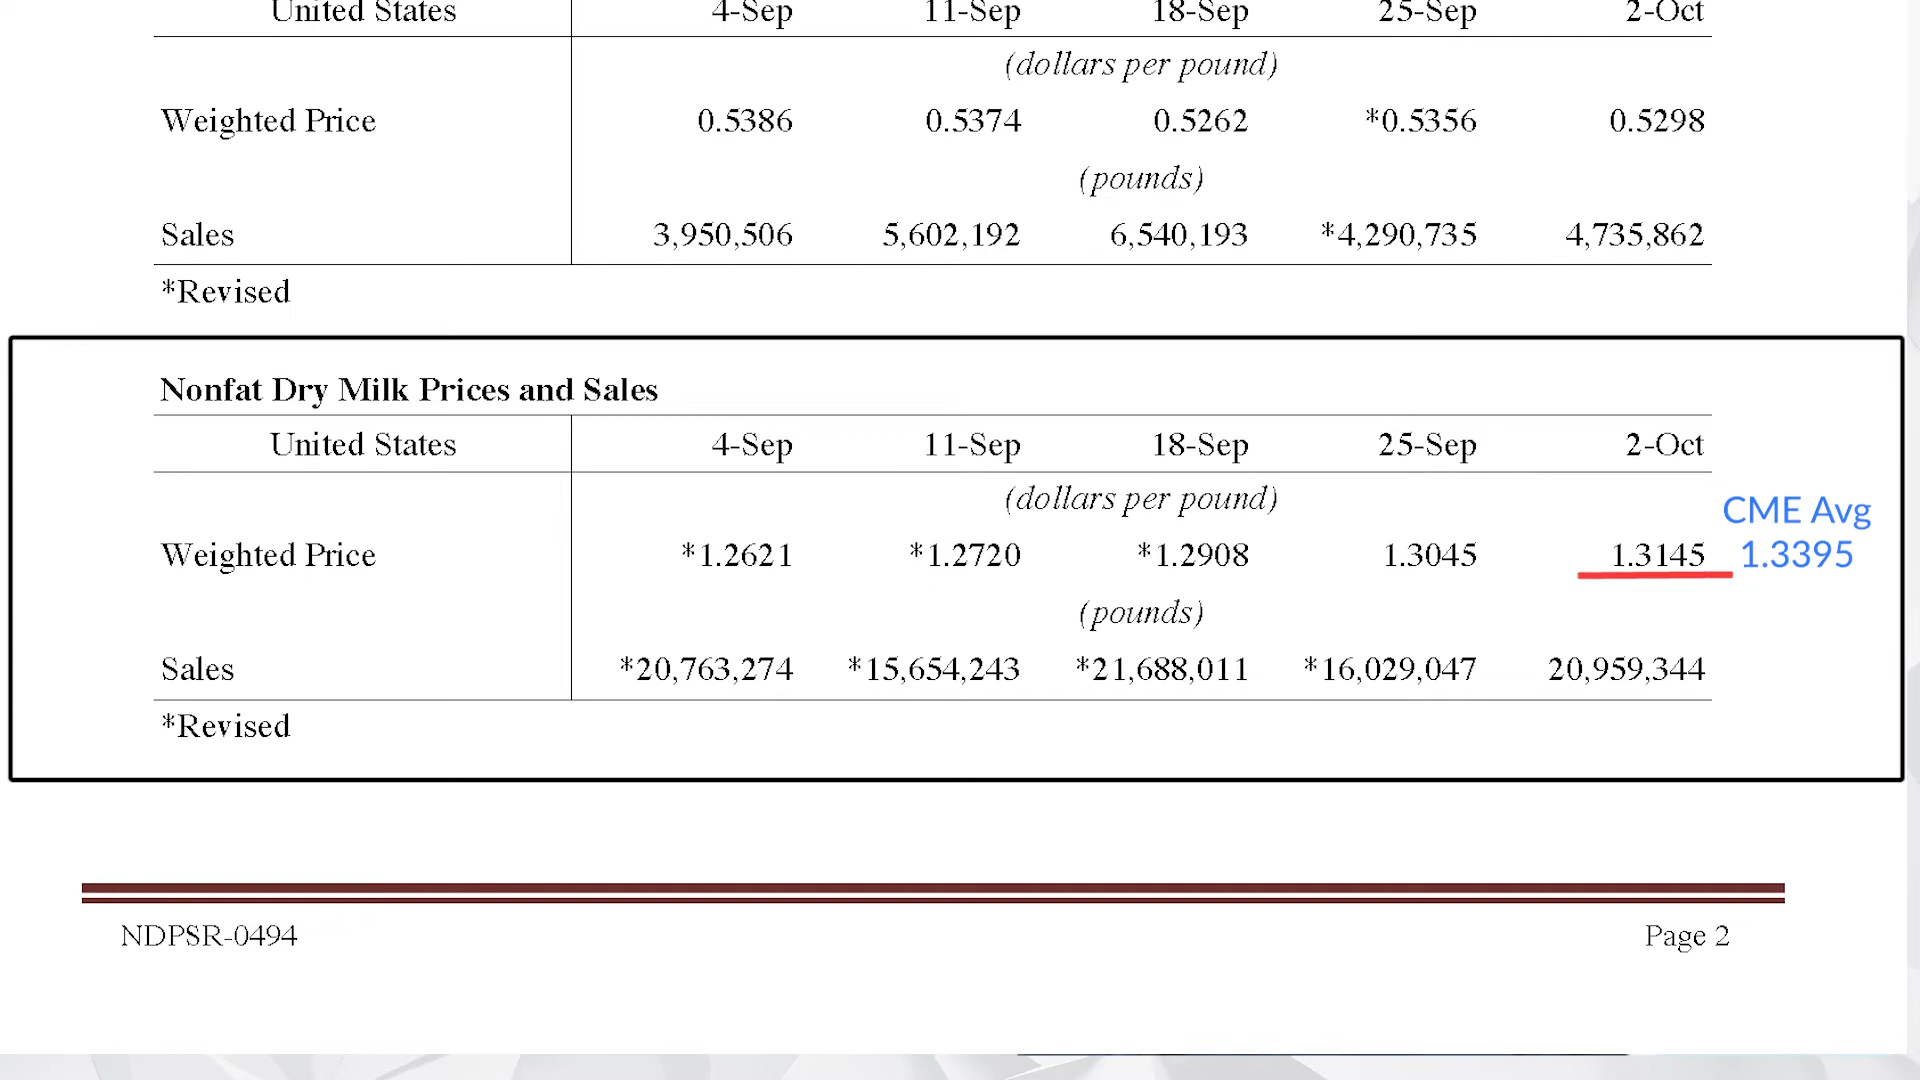 United States 4-Sep 11-Sep 18-Sep 25-Sep 2-Oct
(dollars per pound)
Weighted Price 0.5386 0.5374 0.5262 *0.5356 0.5298
(pounds)
Sales 3,950,506 5,602,192 6,540,193 *4,290,735 4,735,862
*Revised
Nonfat Dry Milk Prices and Sales
United States 4-Sep 11-Sep 18-Sep 25-Sep 2-Oct
(dollars per pound)
CME Avg
Weighted Price *1.2621 *1.2720 *1.2908 1.3045 1.3145 1.3395
(pounds)
Sales *20,763,274 *15,654,243 *21,688,011 *16,029,047 20,959,344
*Revised
NDPSR-0494 Page 2